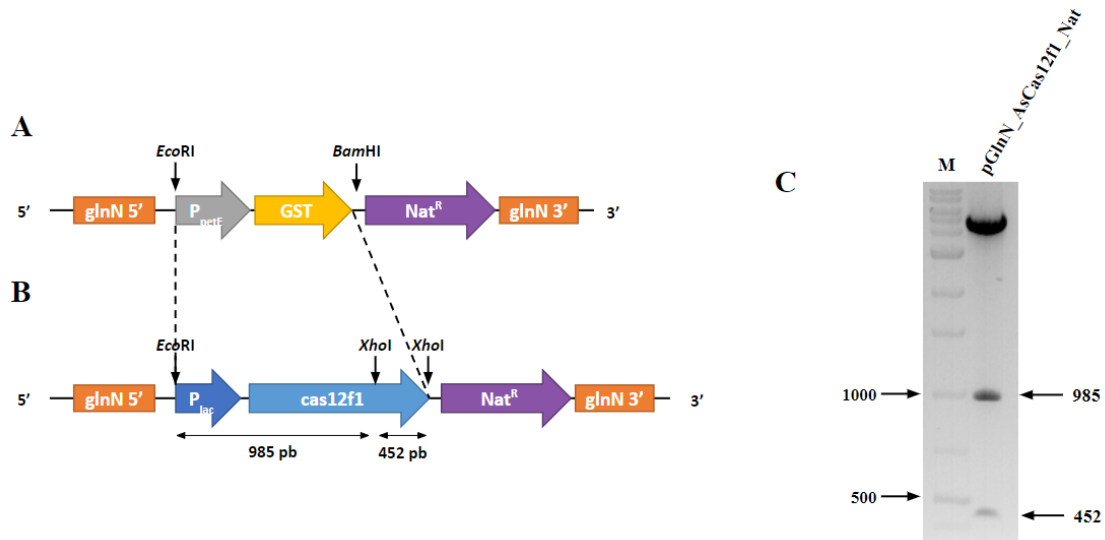 A
EcoRI
BamHI
5’
glnN 5’
PpetE
GST
NatR
glnN 3’
3’
B
EcoRI
XhoI
XhoI
5’
glnN 5’
Plac
cas12f1
NatR
glnN 3’
3’
985 pb
452 pb
C
M
pGlnN_AsCas12f1_Nat
1000
985
500
452